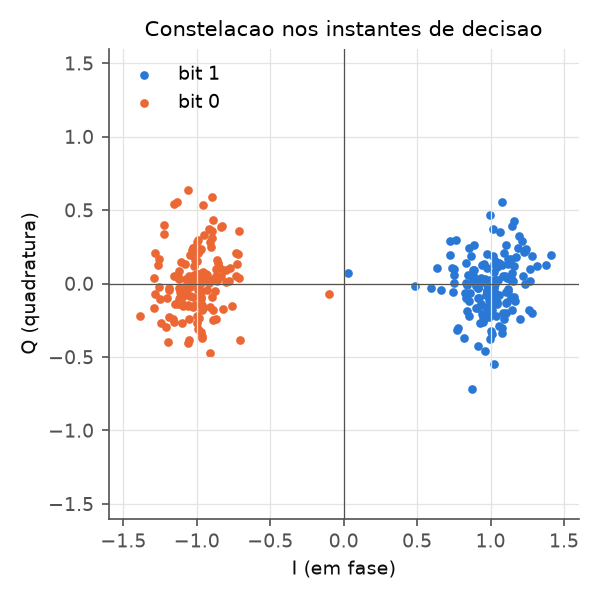 Constelacao nos instantes de decisao
bit 1
bit 0
Q (quadratura)
1.5
1.0
0.5
0.0
−0.5
−1.0
−1.5
−1.5 −1.0 −0.5 0.0 0.5 1.0 1.5
I (em fase)